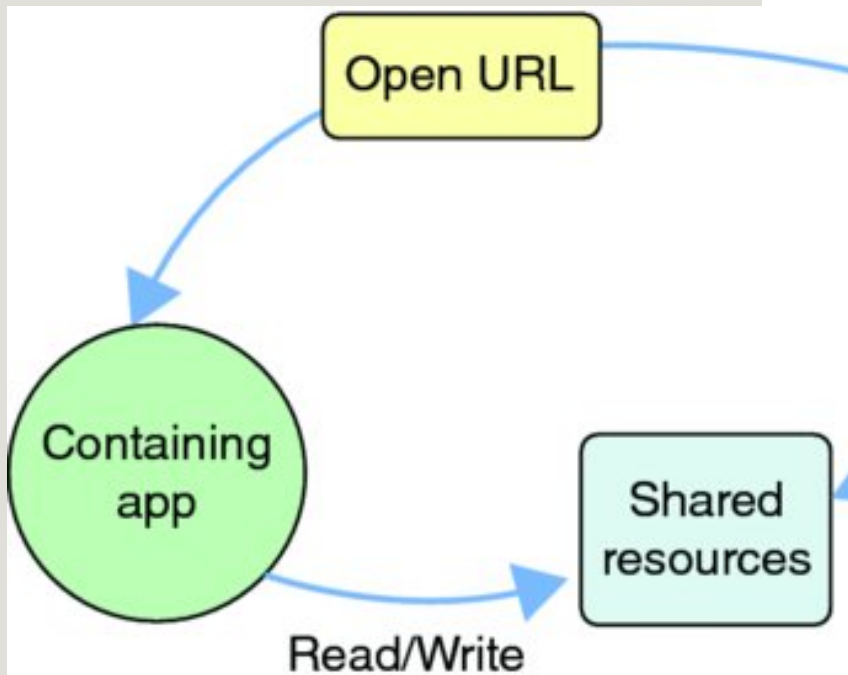 Open URL
Containing
app
Shared
resources
Read/Write